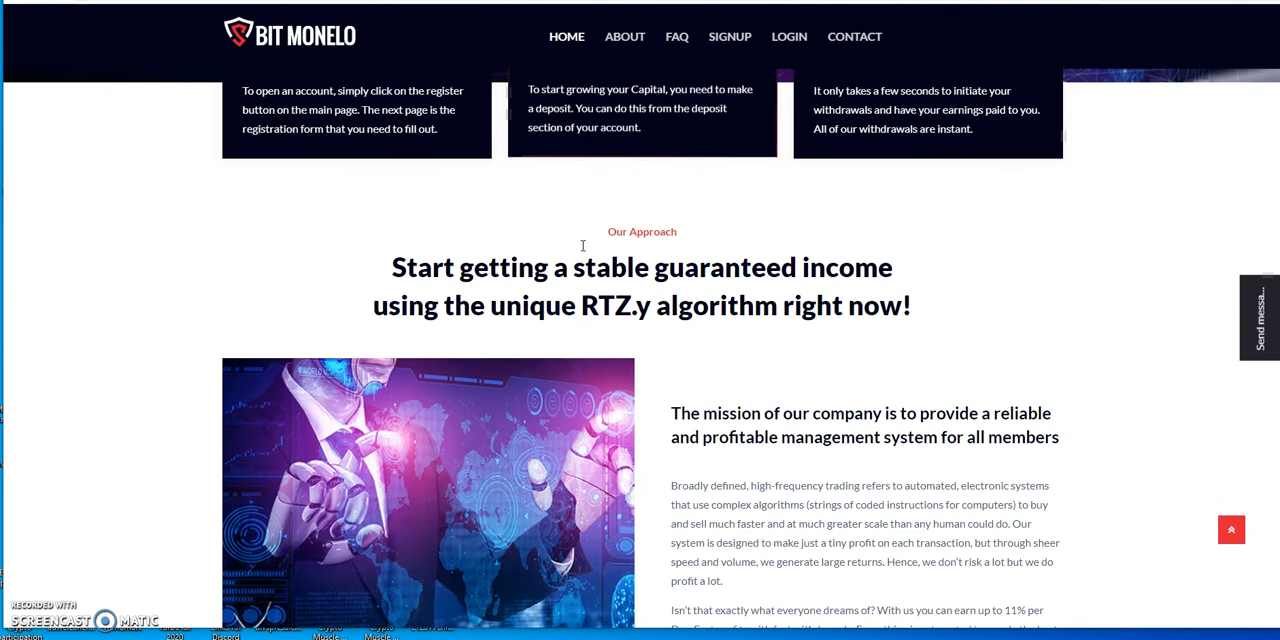 BIT MONELO
HOME ABOUT FAQ SIGNUP LOGIN CONTACT
To open an account, simply click on the register
button on the main page. The next page is the
registration form that you need to fill out.
To start growing your Capital, you need to make
a deposit. You can do this from the deposit
section of your account.
It only takes a few seconds to initiate your
withdrawals and have your earnings paid to you.
All of our withdrawals are instant.
Our Approach
Start getting a stable guaranteed income
using the unique RTZ.y algorithm right now!
Send messa...
The mission of our company is to provide a reliable
and profitable management system for all members
Broadly defined, high-frequency trading refers to automated, electronic systems
that use complex algorithms (strings of coded instructions for computers) to buy
and sell much faster and at much greater scale than any human could do. Our
system is designed to make just a tiny profit on each transaction, but through sheer
speed and volume, we generate large returns. Hence, we don't risk a lot but we do
profit a lot.
Isn't that exactly what everyone dreams of? With us you can earn up to 11% per
RECORDED WITH
SCREENCAST MATIC
2020 Discord Muscle... Muscle...